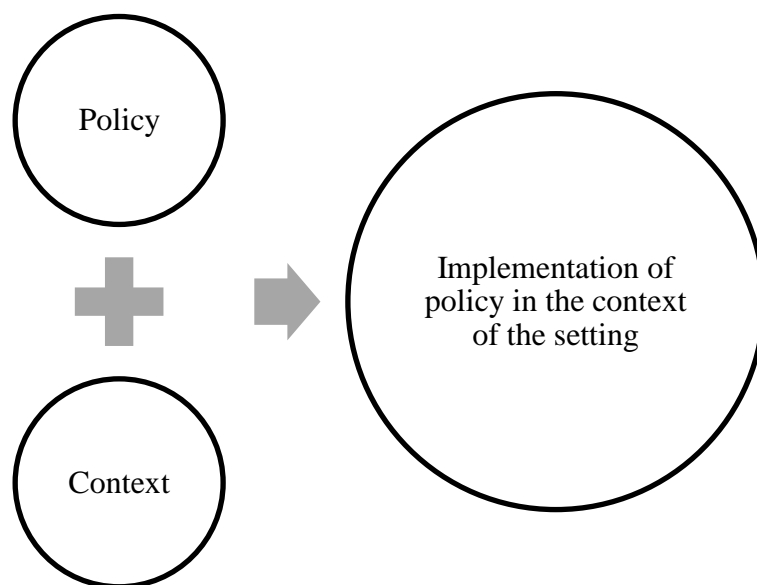 Policy
Context
Implementation of
policy in the context
of the setting